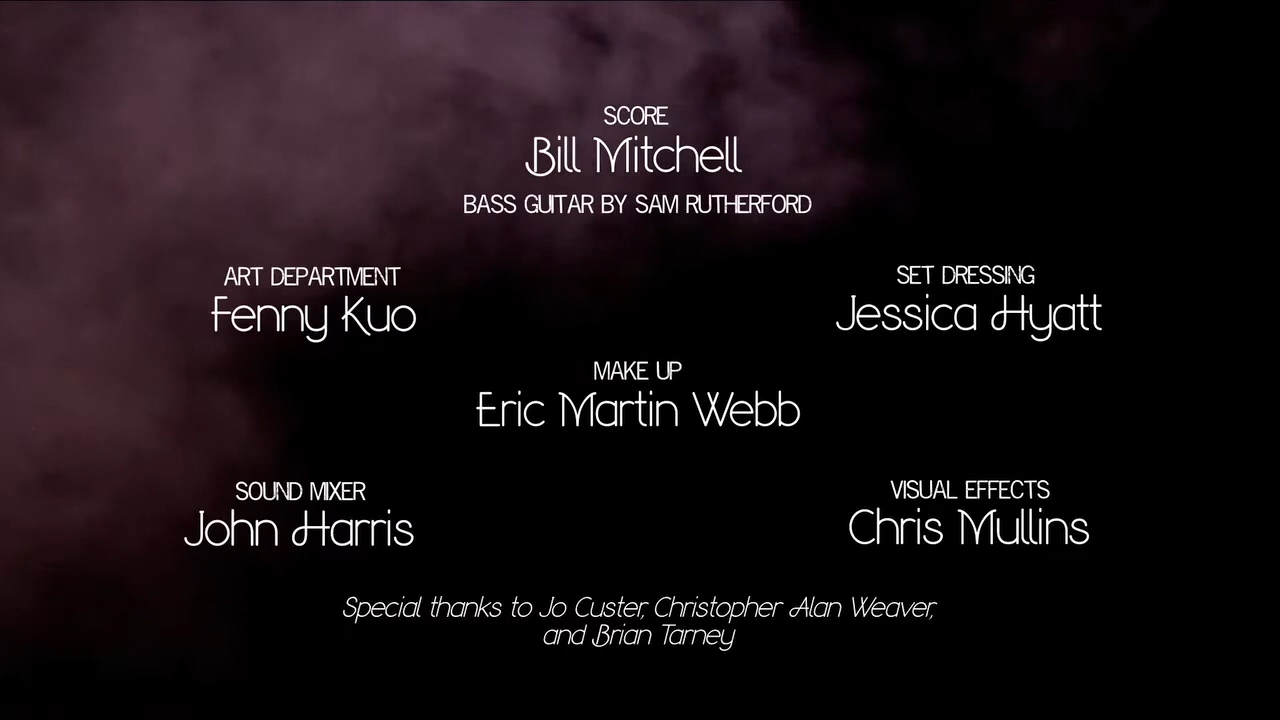 SCORE
Bill Mitchell
BASS GUITAR BY SAM RUTHERFORD
ART DEPARTMENT
Fenny Kuo
SET DRESSING
Jessica Hyatt
MAKE UP
Eric Martin Webb
SOUND MIXER
John Harris
VISUAL EFFECTS
Chris Mullins
Special thanks to Jo Custer, Christopher Alan Weaver,
and Brian Tarney